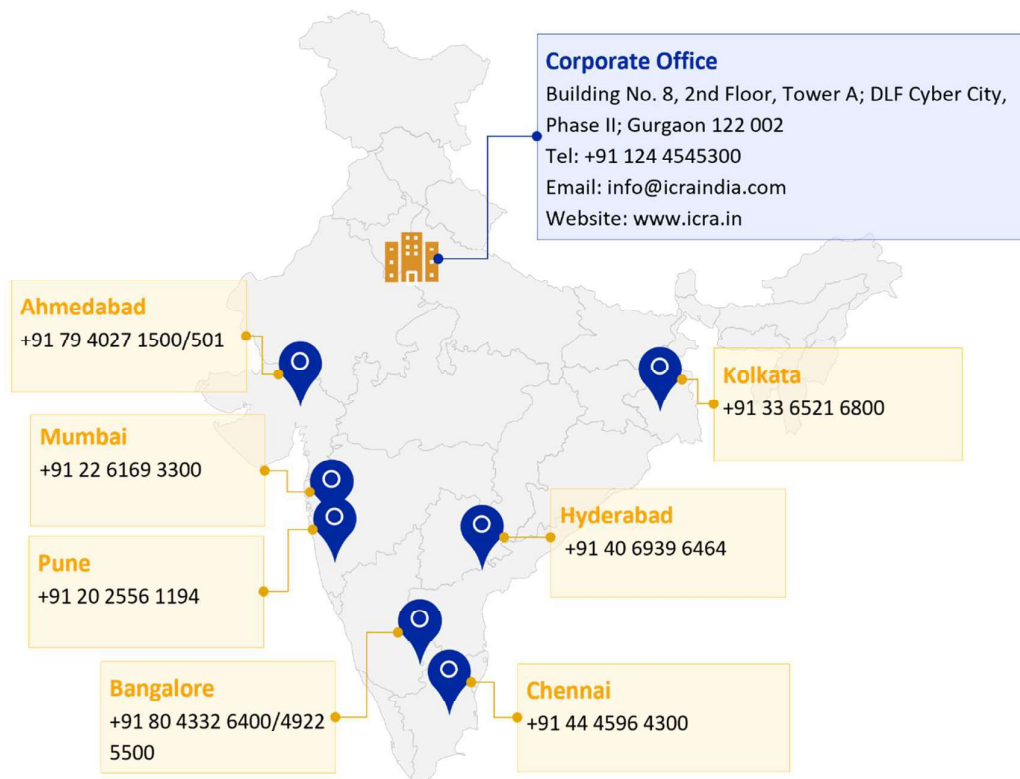 Corporate Office
Building No. 8, 2nd Floor, Tower A; DLF Cyber City,
Phase II; Gurgaon 122 002
Tel: +91 124 4545300
Email: info@icraindia.com
Website: www.icra.in
Ahmedabad
+91 79 4027 1500/501
Kolkata
+91 33 6521 6800
Mumbai
+91 22 6169 3300
Hyderabad
+91 40 6939 6464
Pune
+91 20 2556 1194
Bangalore
+91 80 4332 6400/4922
5500
Chennai
+91 44 4596 4300